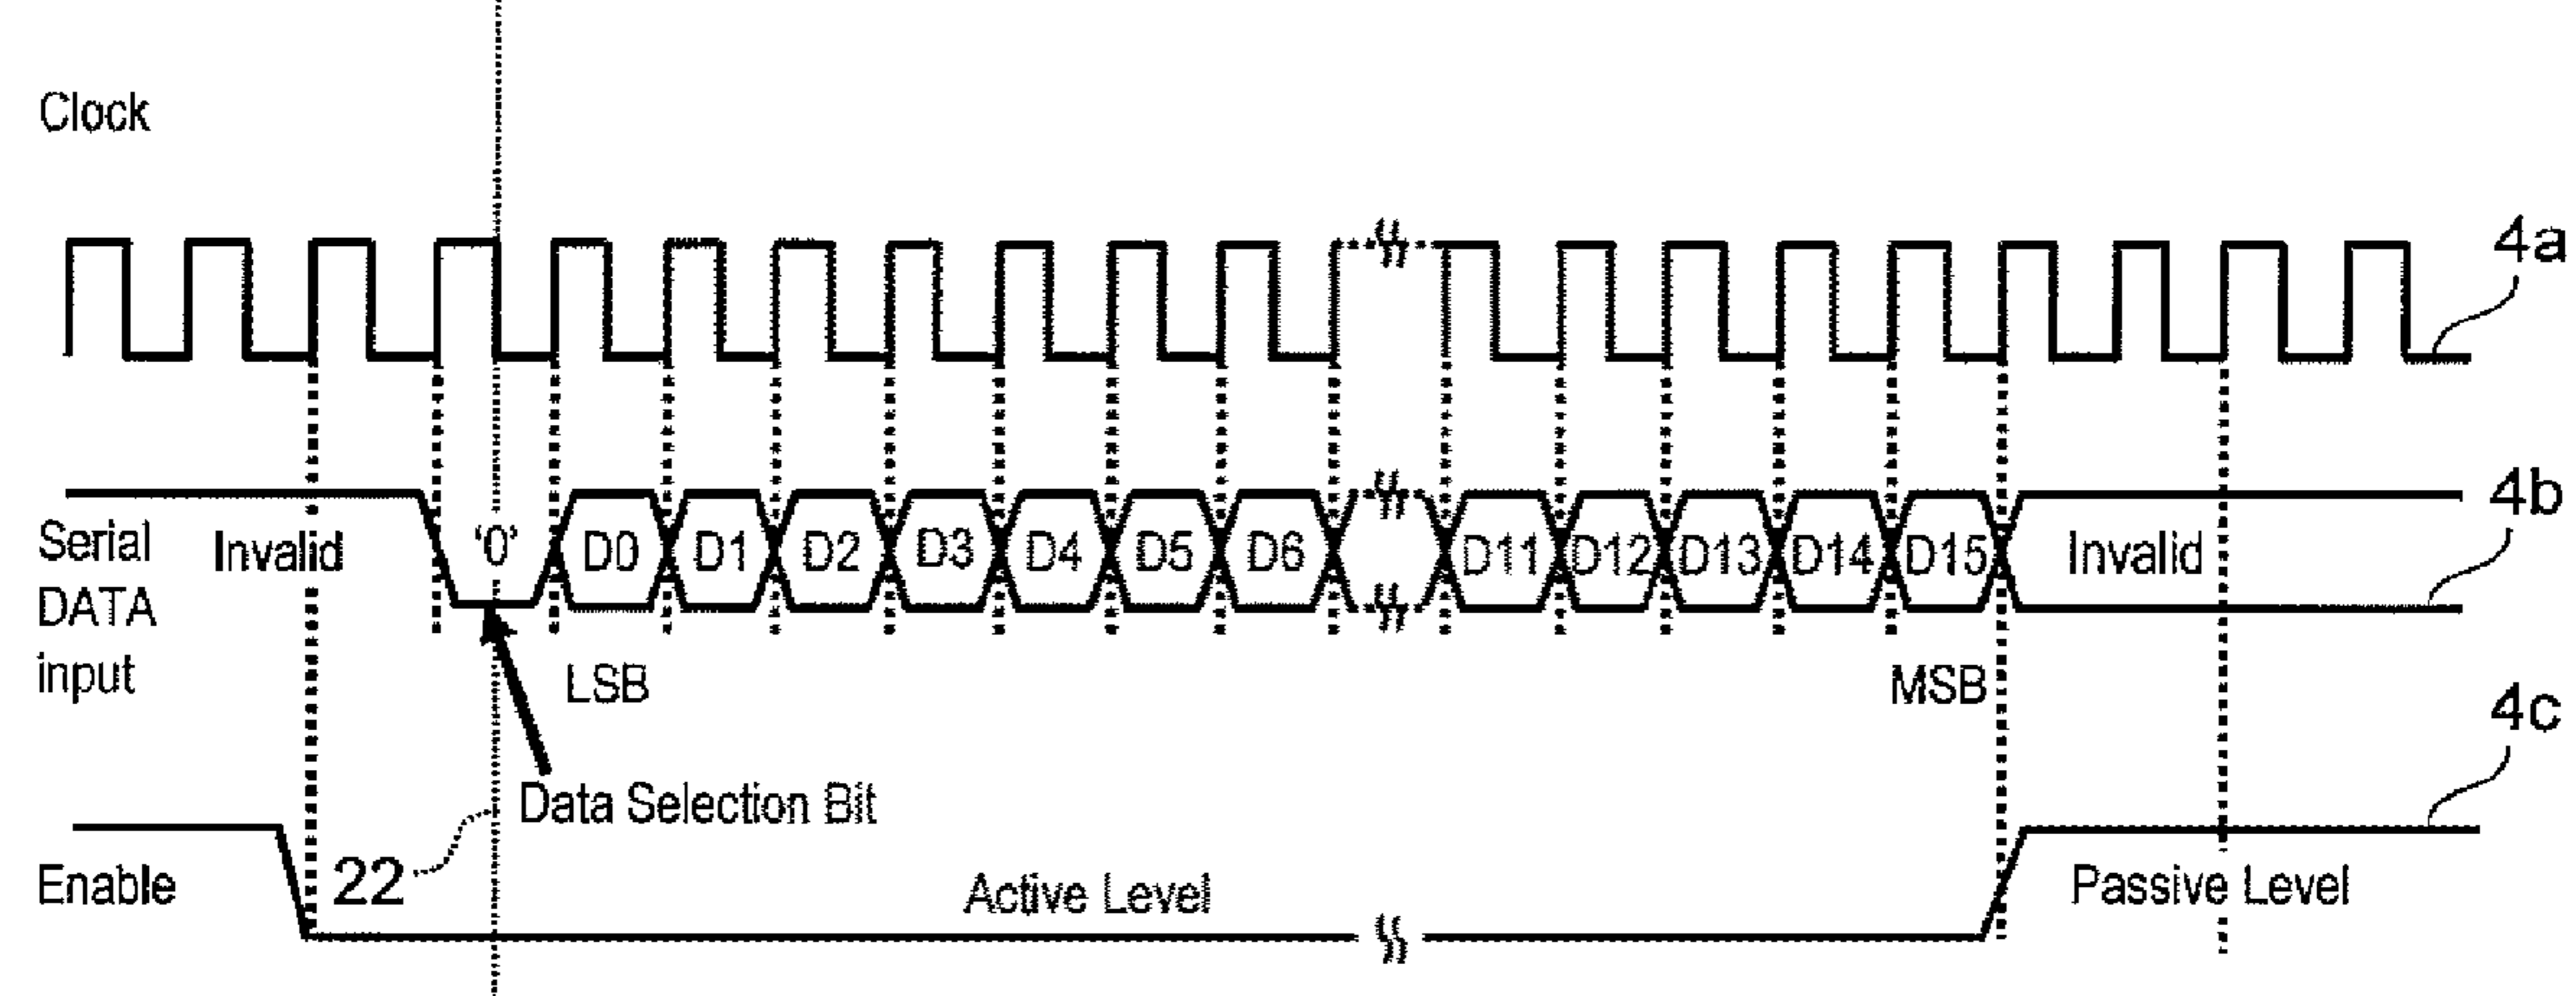 Clock
4a
4b
Serial
DATA
input
Invalid
'0'
D0
D1
D2
D3
D4
D5
D6
D11
D12
D13
D14
D15
Invalid
LSB
MSB
4c
Data Selection Bit
22
Enable
Active Level
Passive Level